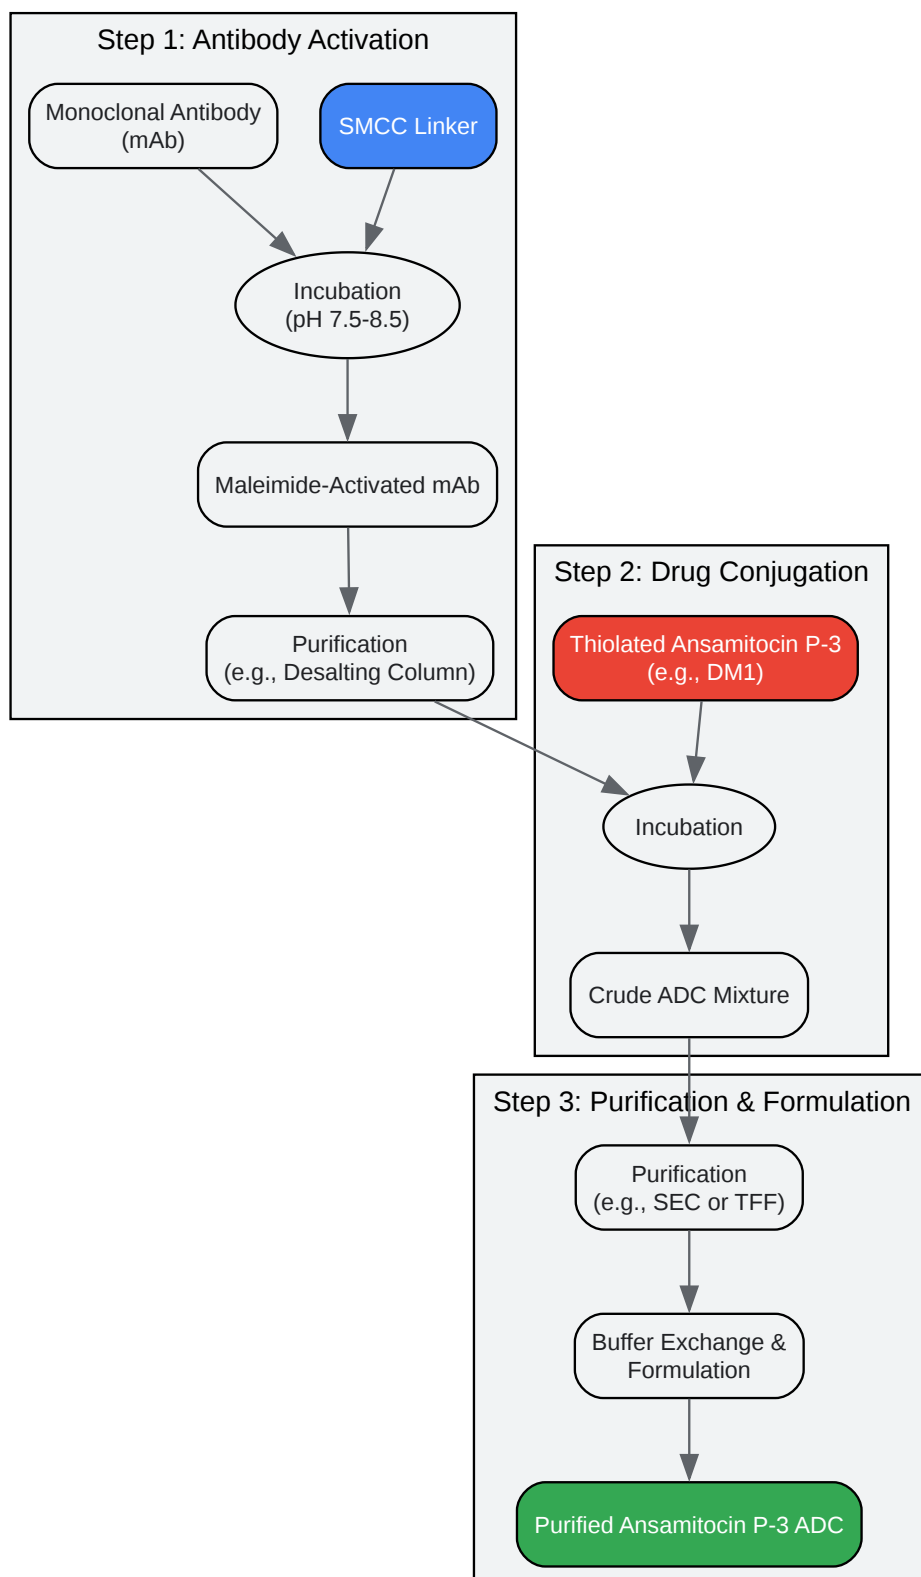 Step 1: Antibody Activation
Monoclonal Antibody
(mAb)
SMCC Linker
Incubation
(pH 7.5-8.5)
Maleimide-Activated mAb
Purification
(e.g., Desalting Column)
Step 2: Drug Conjugation
Thiolated Ansamitocin P-3
(e.g., DM1)
Incubation
Crude ADC Mixture
Step 3: Purification & Formulation
Purification
(e.g., SEC or TFF)
Buffer Exchange &
Formulation
Purified Ansamitocin P-3 ADC